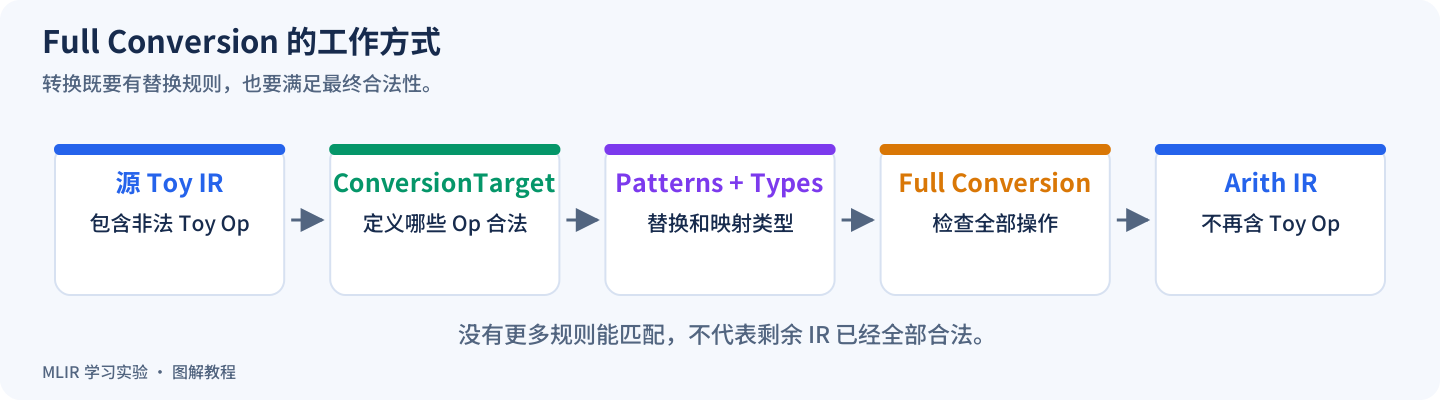 Full Conversion 的工作方式
转换既要有替换规则，也要满足最终合法性。
源 Toy IR
包含非法 Toy Op
ConversionTarget
定义哪些 Op 合法
Patterns + Types
替换和映射类型
Full Conversion
检查全部操作
Arith IR
不再含 Toy Op
没有更多规则能匹配，不代表剩余 IR 已经全部合法。
MLIR 学习实验 · 图解教程